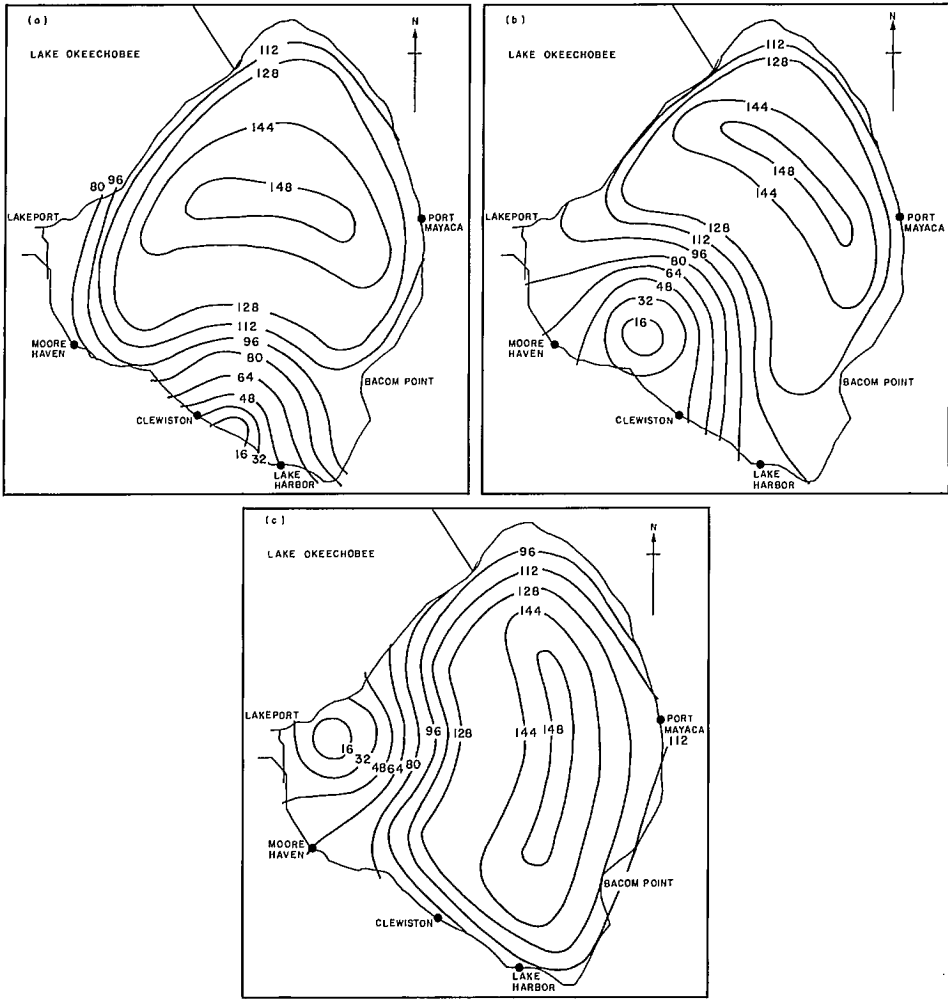 (a)
N
LAKE OKEECHOBEE
112
128
144
96
80
148
LAKEPORT
PORT
MAYACA
128
112
96
80
MOORE
HAVEN
64
BACOM POINT
48
CLEWISTON
16
32
LAKE
HARBOR
(b)
N
LAKE OKEECHOBEE
112
128
144
148
144
LAKEPORT
PORT
MAYACA
128
112
96
80
64
48
32
16
MOORE
HAVEN
BACOM POINT
CLEWISTON
LAKE
HARBOR
(c)
N
LAKE OKEECHOBEE
96
112
128
144
LAKEPORT
PORT
MAYACA
112
96
128
144
148
16
32
48
64
80
MOORE
HAVEN
BACOM POINT
CLEWISTON
LAKE
HARBOR